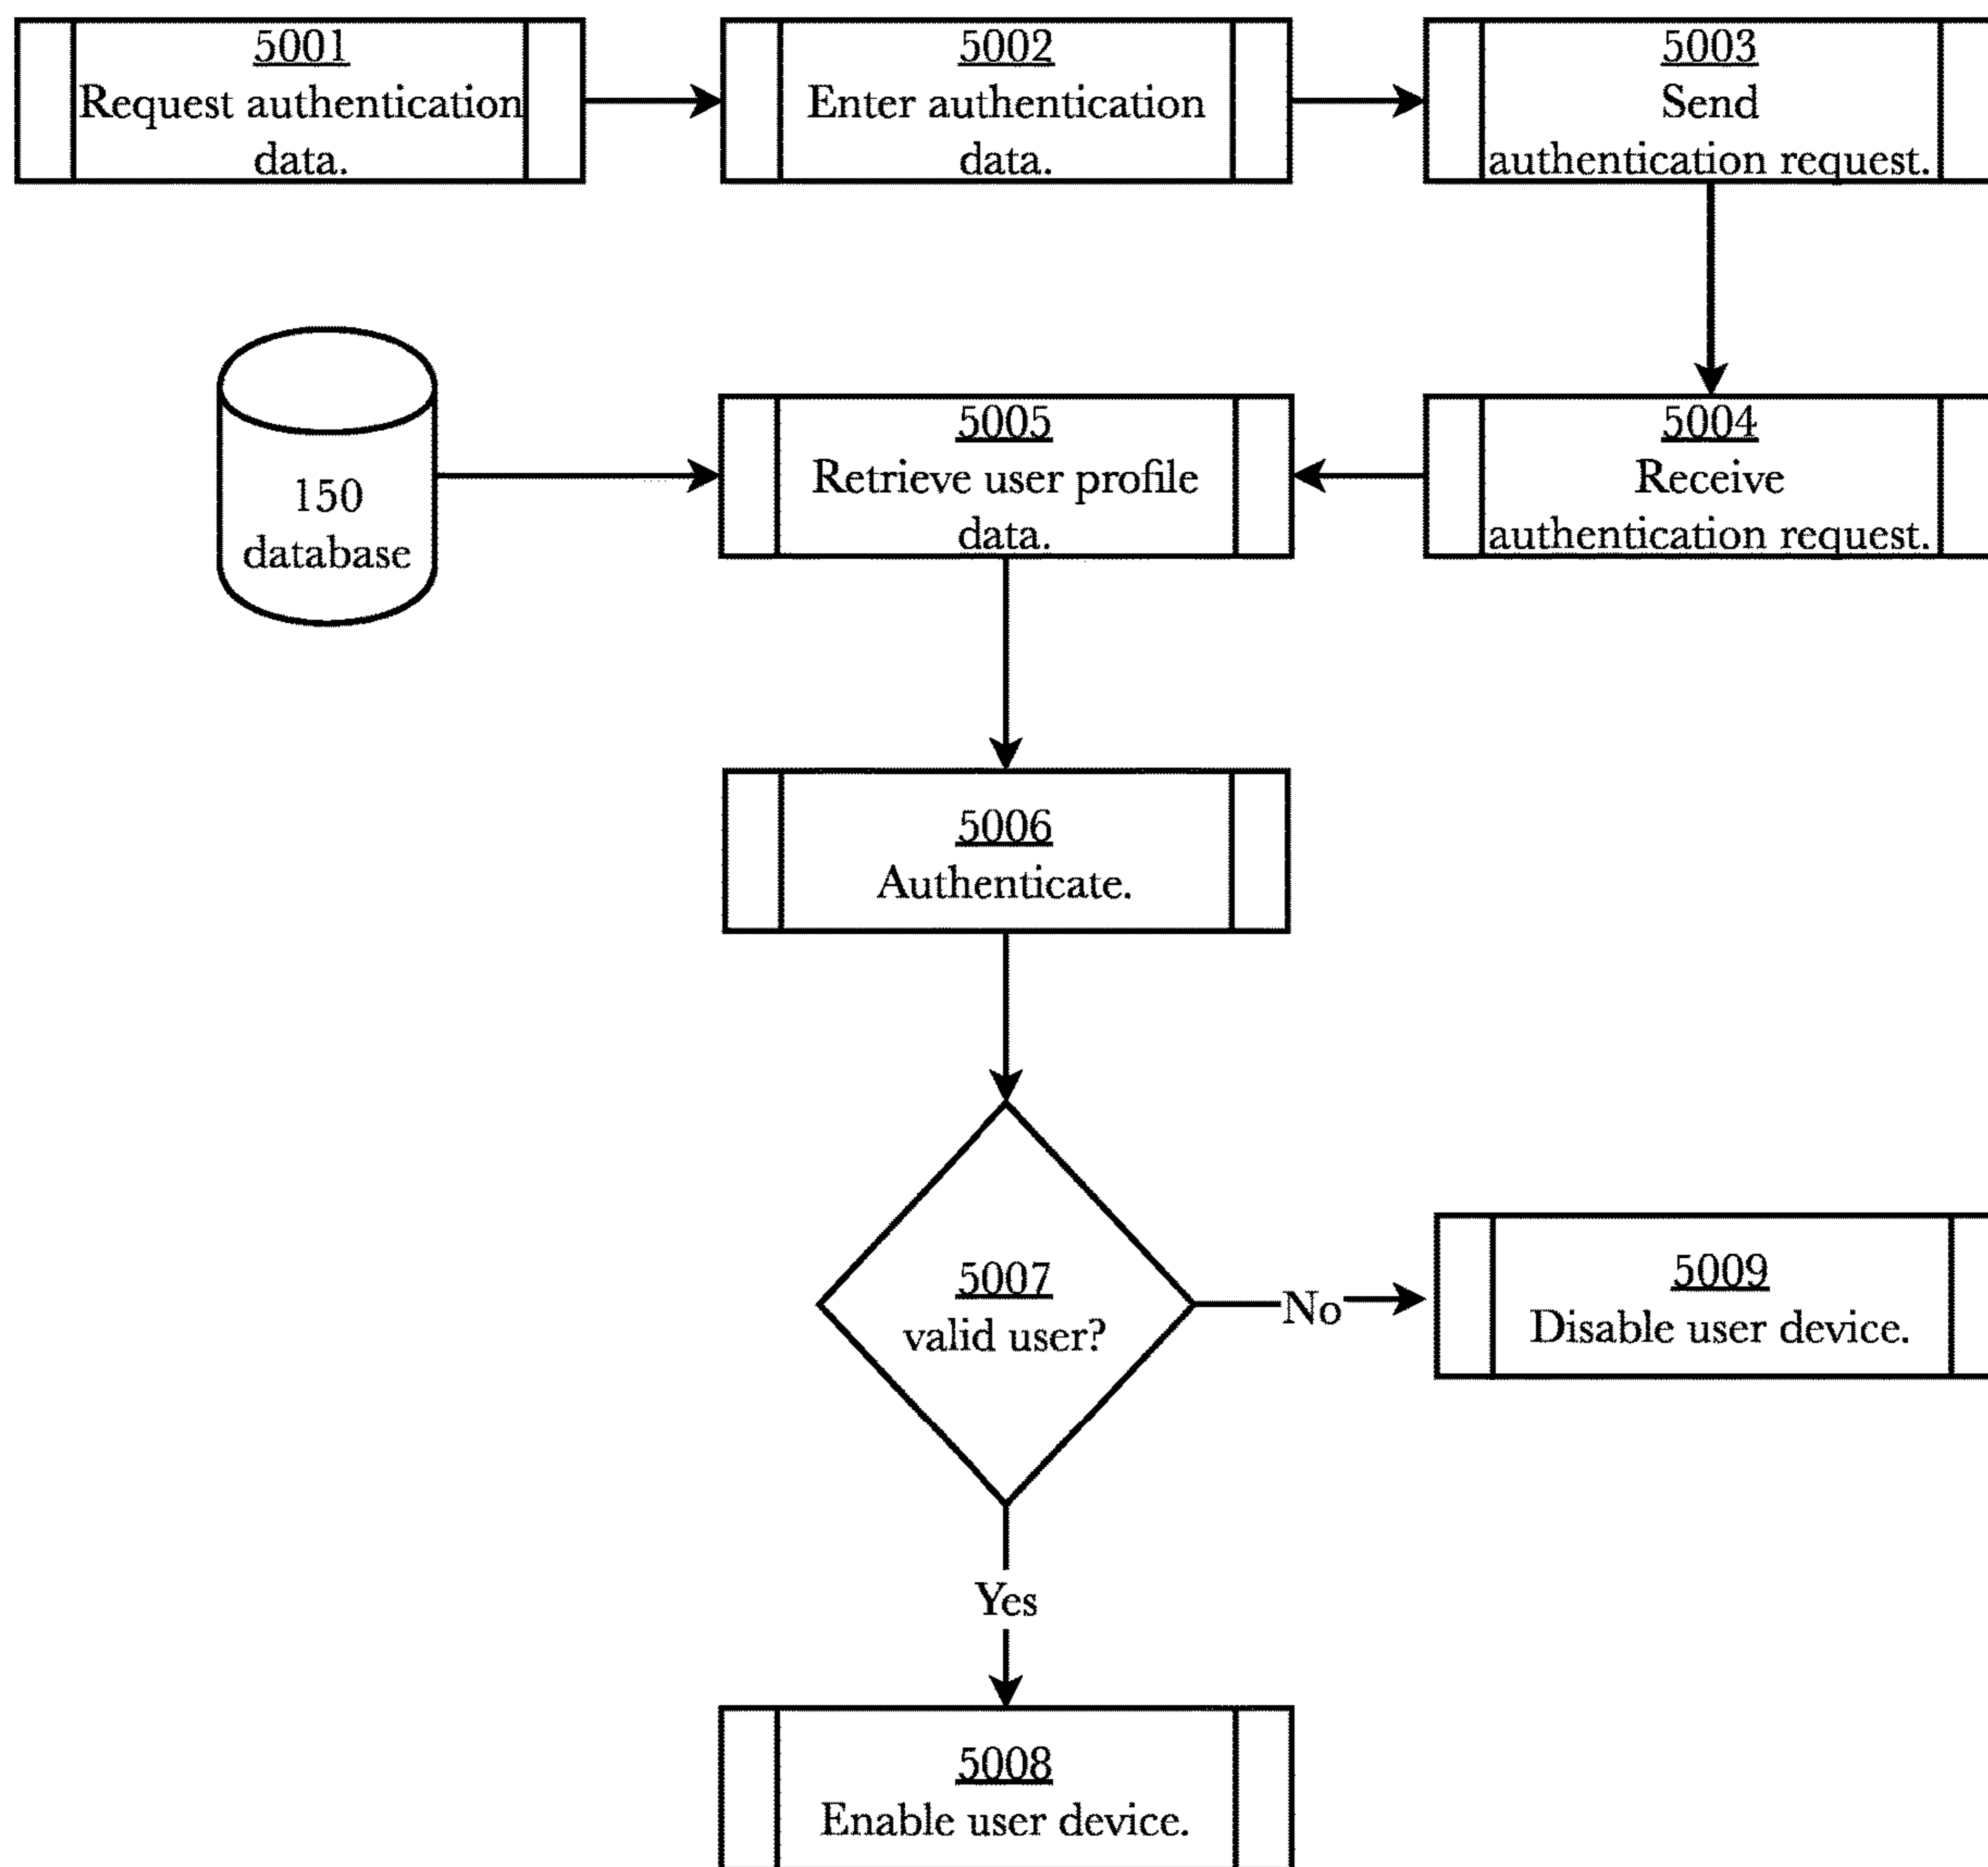 5001
Request authentication
data.
5002
Enter authentication
data.
5003
Send
authentication request.
150
database
5005
Retrieve user profile
data.
5004
Receive
authentication request.
5006
Authenticate.
5007
valid user?
No
5009
Disable user device.
Yes
5008
Enable user device.